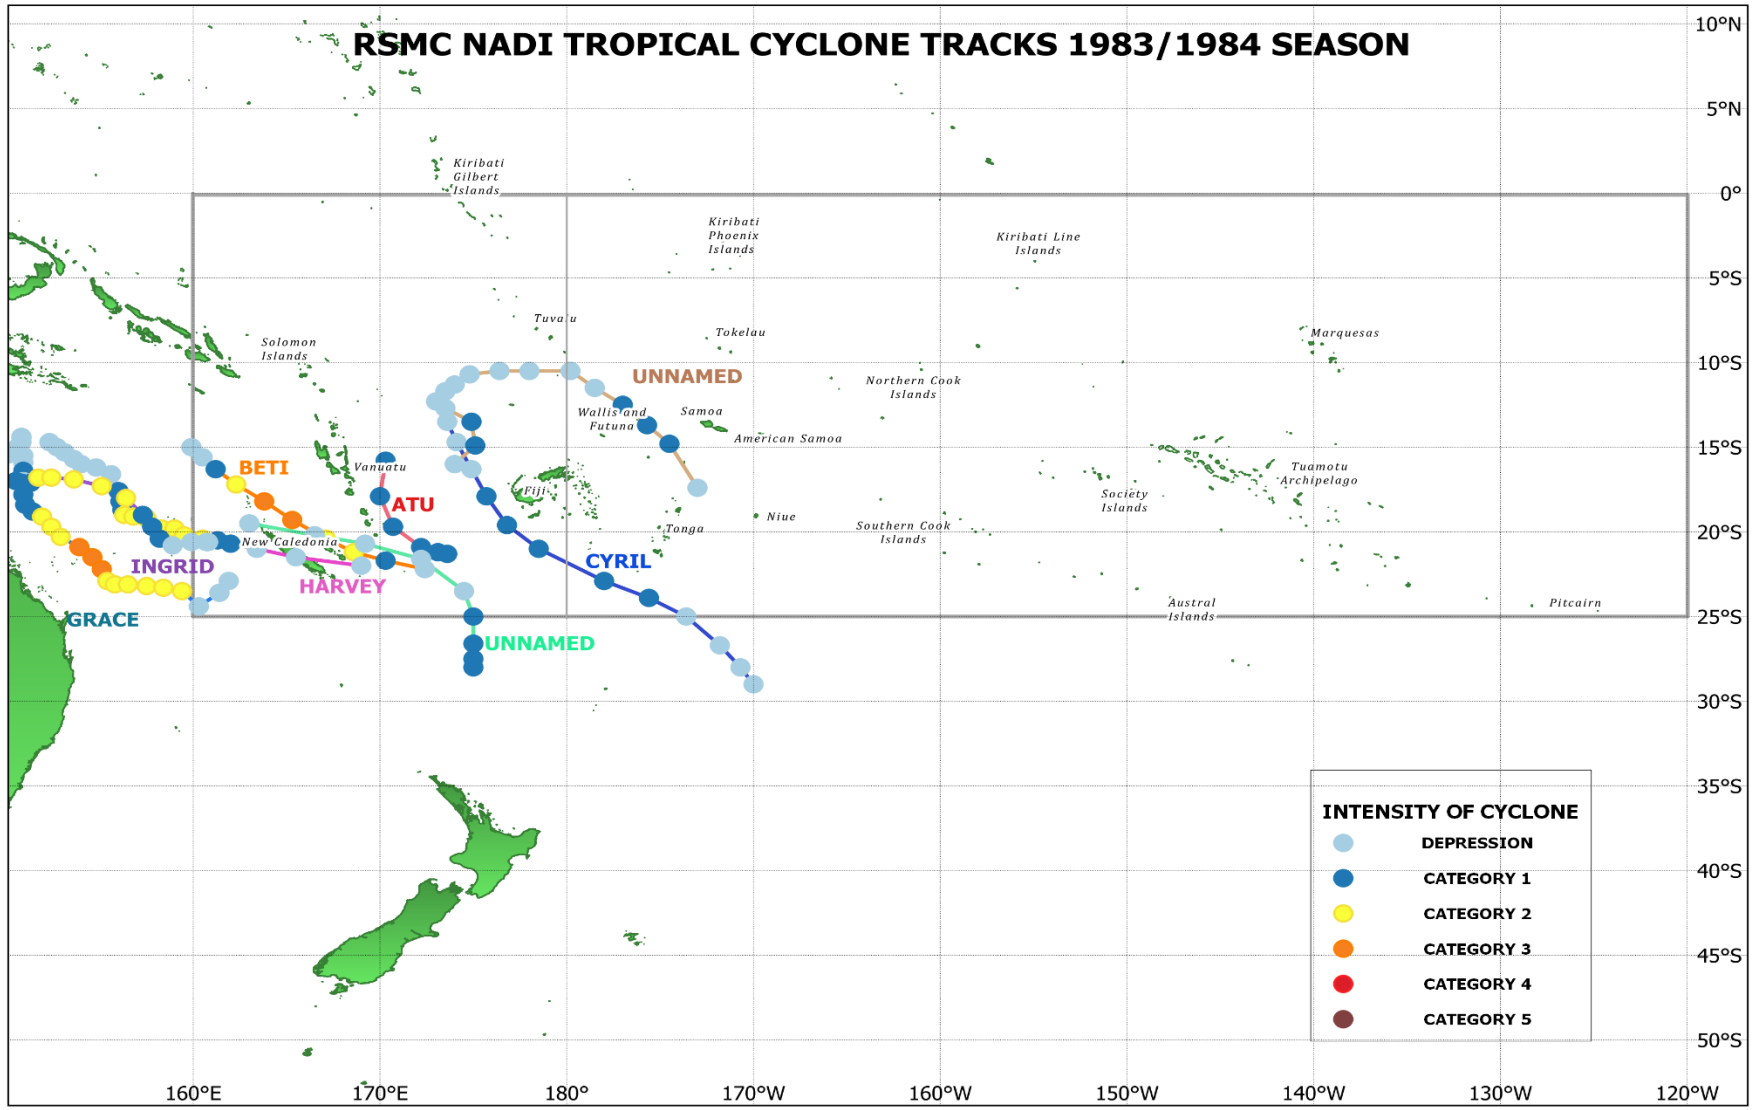 RSMC NADI TROPICAL CYCLONE TRACKS 1983/1984 SEASON
10°N
5°N
0°
5°S
10°S
15°S
20°S
25°S
30°S
35°S
40°S
45°S
50°S
Kiribati
Gilbert
Islands
Kiribati
Phoenix
Islands
Kiribati Line
Islands
Tuvalu
Tokelau
Marquesas
Solomon
Islands
UNNAMED
Northern Cook
Islands
Wallis and
Futuna
Samoa
American Samoa
BETI
Vanuatu
ATU
Fiji
Tonga
Niue
Southern Cook
Islands
Society
Islands
Tuamotu
Archipelago
New Caledonia
INGRID
HARVEY
CYRIL
GRACE
UNNAMED
Austral
Islands
Pitcairn
INTENSITY OF CYCLONE
DEPRESSION
CATEGORY 1
CATEGORY 2
CATEGORY 3
CATEGORY 4
CATEGORY 5
160°E
170°E
180°
170°W
160°W
150°W
140°W
130°W
120°W